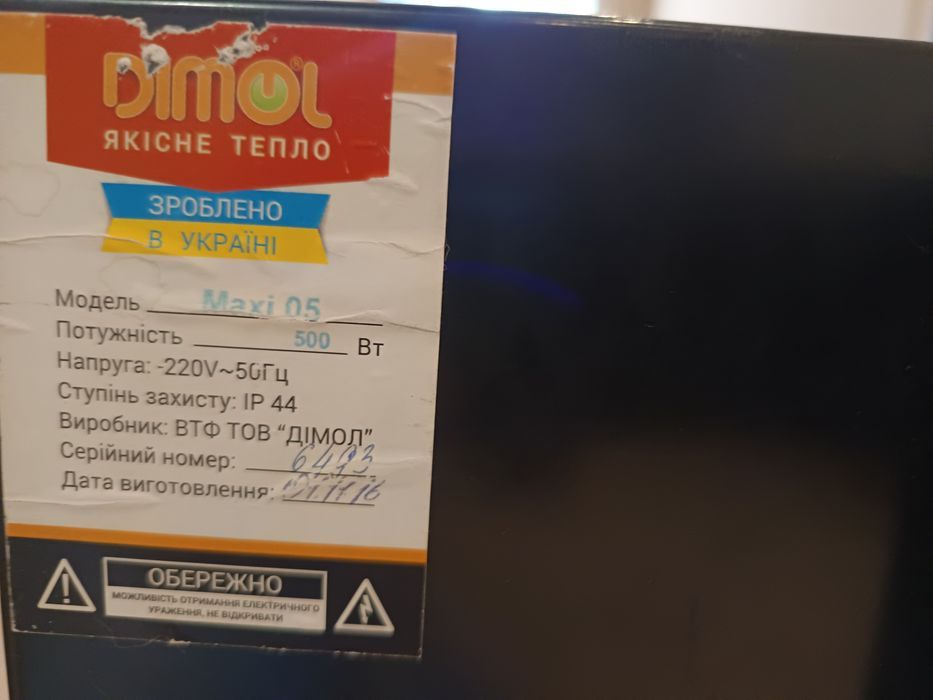 DIMOL®
ЯКІСНЕ ТЕПЛО
ЗРОБЛЕНО
В УКРАЇНІ
Модель Maxi 05
Потужність 500 Вт
Напруга: -220V~50Гц
Ступінь захисту: IP 44
Виробник: ВТФ ТОВ "ДІМОЛ"
Серійний номер: 6493
Дата виготовлення:
ОБЕРЕЖНО
МОЖЛИВІСТЬ ОТРИМАННЯ ЕЛЕКТРИЧНОГО
УРАЖЕННЯ, НЕ ВІДКРИВАТИ